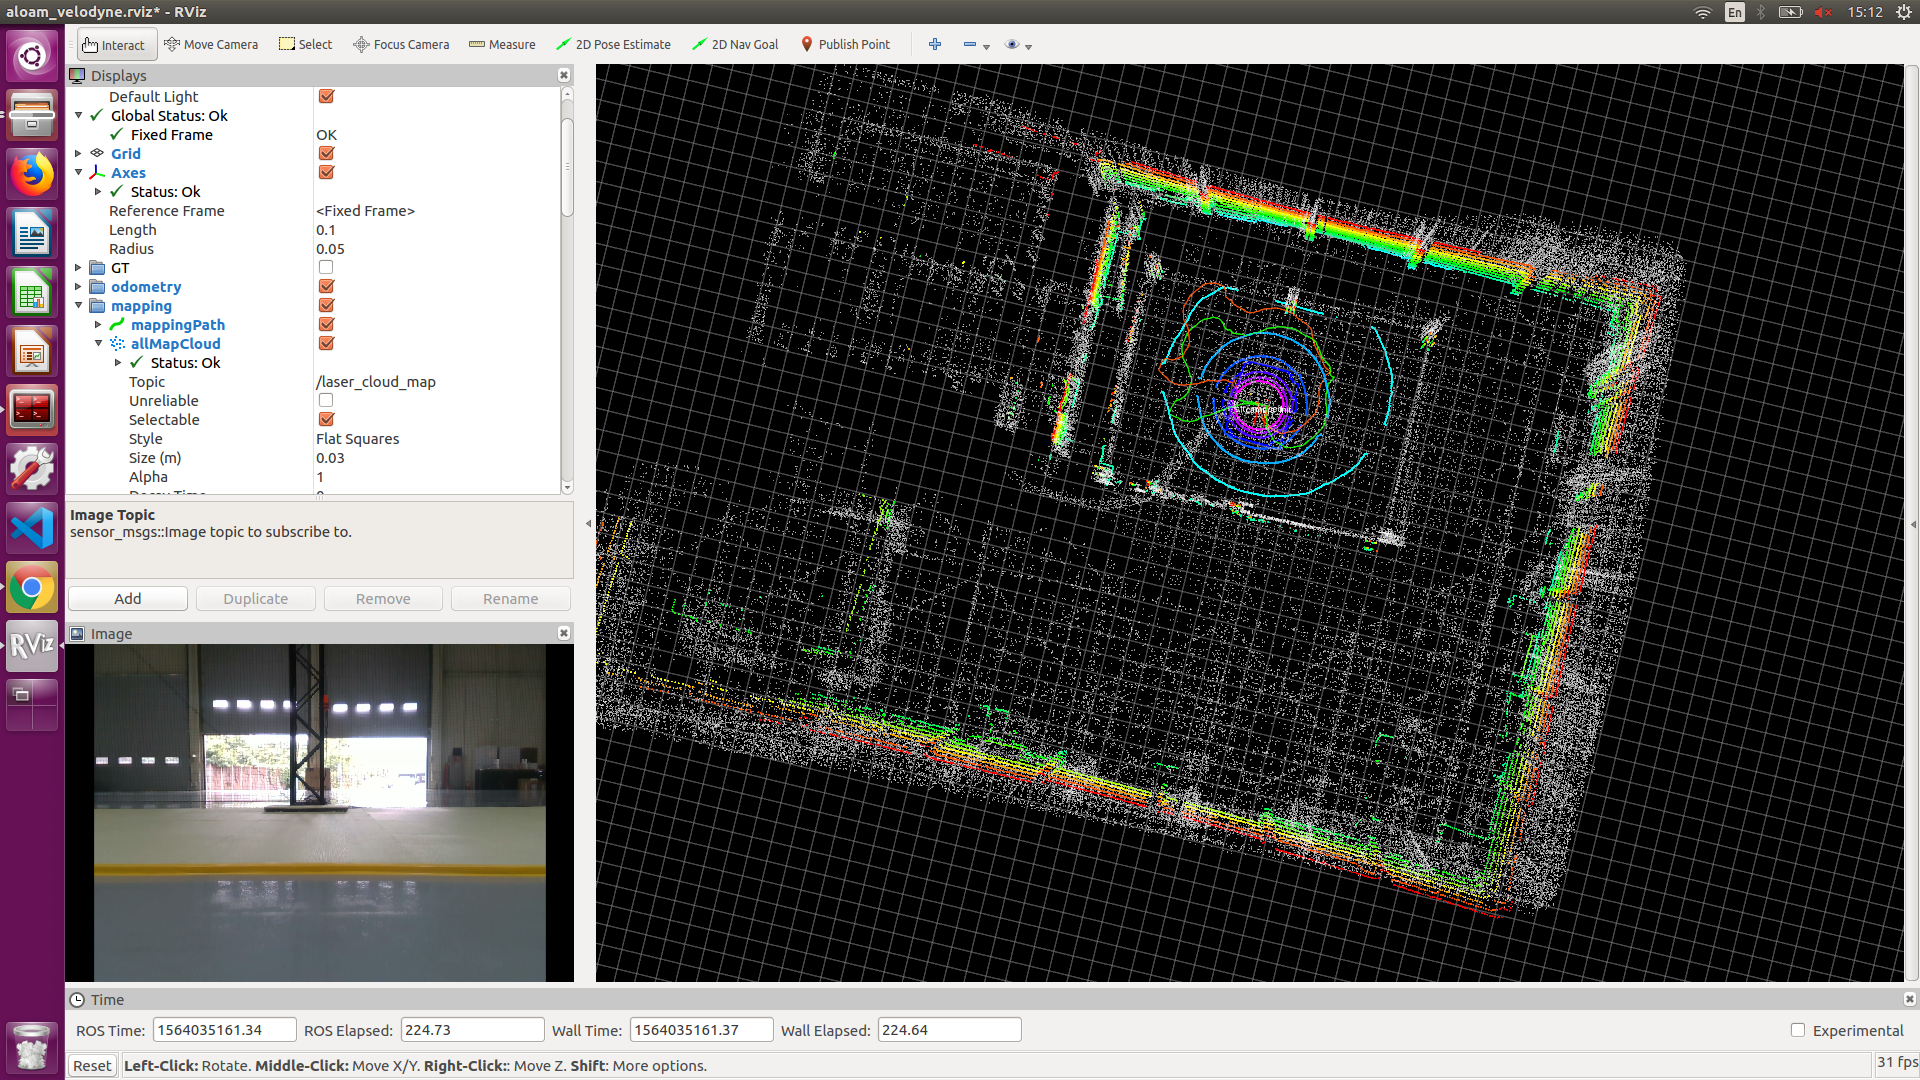 aloam_velodyne.rviz* - RViz
En
15:12
Interact
Move Camera
Select
Focus Camera
Measure
2D Pose Estimate
2D Nav Goal
Publish Point
Displays
Default Light
Global Status: Ok
Fixed Frame OK
Grid
Axes
Status: Ok
Reference Frame <Fixed Frame>
Length 0.1
Radius 0.05
GT
odometry
mapping
mappingPath
allMapCloud
Status: Ok
Topic /laser_cloud_map
Unreliable
Selectable
Style Flat Squares
Size (m) 0.03
Alpha 1
Image Topic
sensor_msgs::Image topic to subscribe to.
Add
Duplicate
Remove
Rename
RViz
Image
Time
ROS Time: 1564035161.34
ROS Elapsed: 224.73
Wall Time: 1564035161.37
Wall Elapsed: 224.64
Experimental
Reset
Left-Click: Rotate. Middle-Click: Move X/Y. Right-Click:: Move Z. Shift: More options.
31 fps